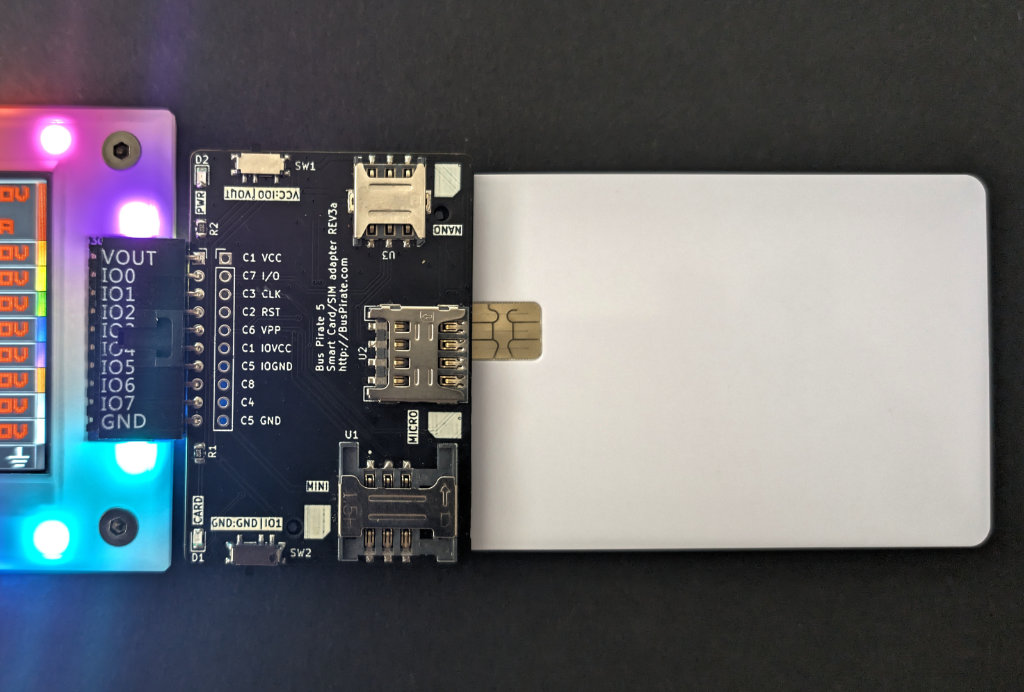 VOUT
IO0
IO1
IO2
IO5
IO6
IO7
GND
D2
PWR
R2
SW1
VCC:IO0|VOUT
C1 VCC
C7 I/O
C3 CLK
C2 RST
C6 VPP
C1 IOVCC
C5 IOGND
C8
C4
C5 GND
Bus Pirate 5
Smart Card/SIM adapter REV3a
http://BusPirate.com
U3
NANO
U2
MICRO
U1
MINI
R1
CARD
D1
GND:GND|IO1
SW2